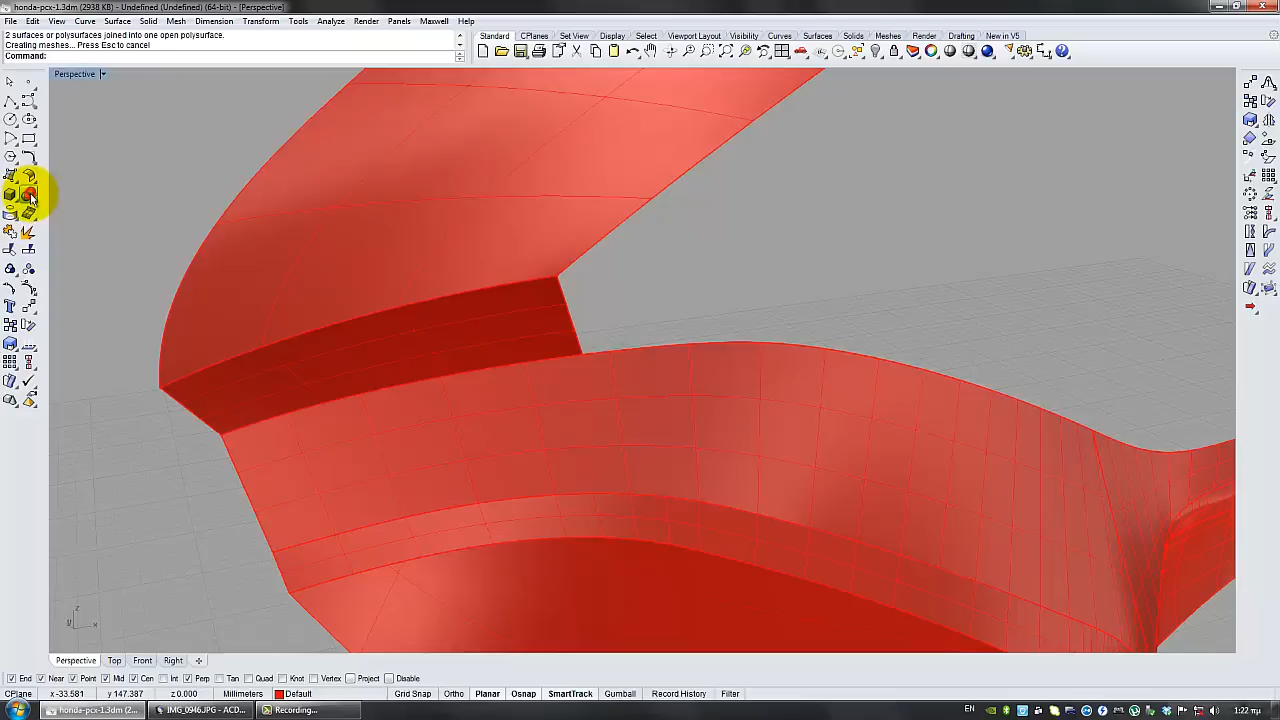 honda-pcx-1.3dm (2938 KB) - Undefined (Undefined) (64-bit) - [Perspective]
File Edit View Curve Surface Solid Mesh Dimension Transform Tools Analyze Render Panels Maxwell Help
2 surfaces or polysurfaces joined into one open polysurface.
Creating meshes... Press Esc to cancel
Command:
Standard CPlanes Set View Display Select Viewport Layout Visibility Transform Curves Surfaces Solids Meshes Render Drafting New in V5
Perspective
z
y x
Perspective Top Front Right
End Near Point Mid Cen Int Perp Tan Quad Knot Vertex Project Disable
CPlane x -33.581 y 147.387 z 0.000 Millimeters Default Grid Snap Ortho Planar Osnap SmartTrack Gumball Record History Filter
honda-pcx-1.3dm (2... IMG_0946.JPG - ACD... Recording... EN 1:22 πμ